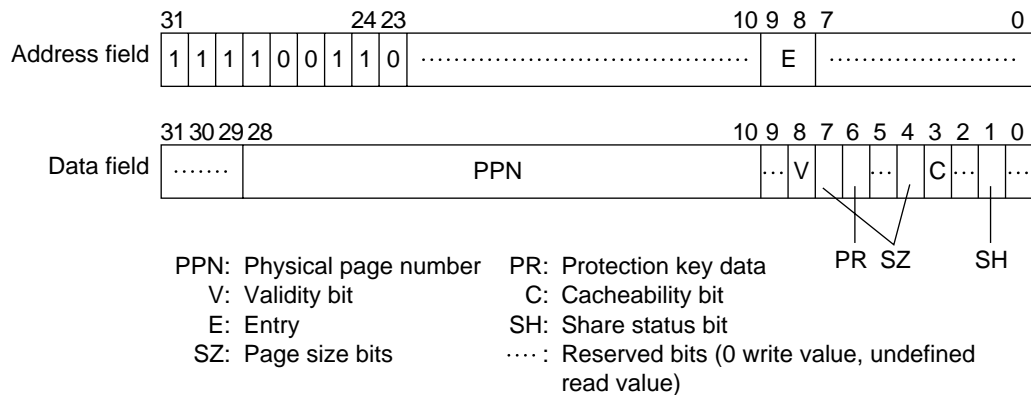 31 24 23 10 9 8 7 0
Address field 1 1 1 1 0 0 1 1 0 ........ E ........
31 30 29 28 10 9 8 7 6 5 4 3 2 1 0
Data field ....... PPN ... V ... C ... ...
PR SZ SH
PPN: Physical page number PR: Protection key data
V: Validity bit C: Cacheability bit
E: Entry SH: Share status bit
SZ: Page size bits ....: Reserved bits (0 write value, undefined
read value)